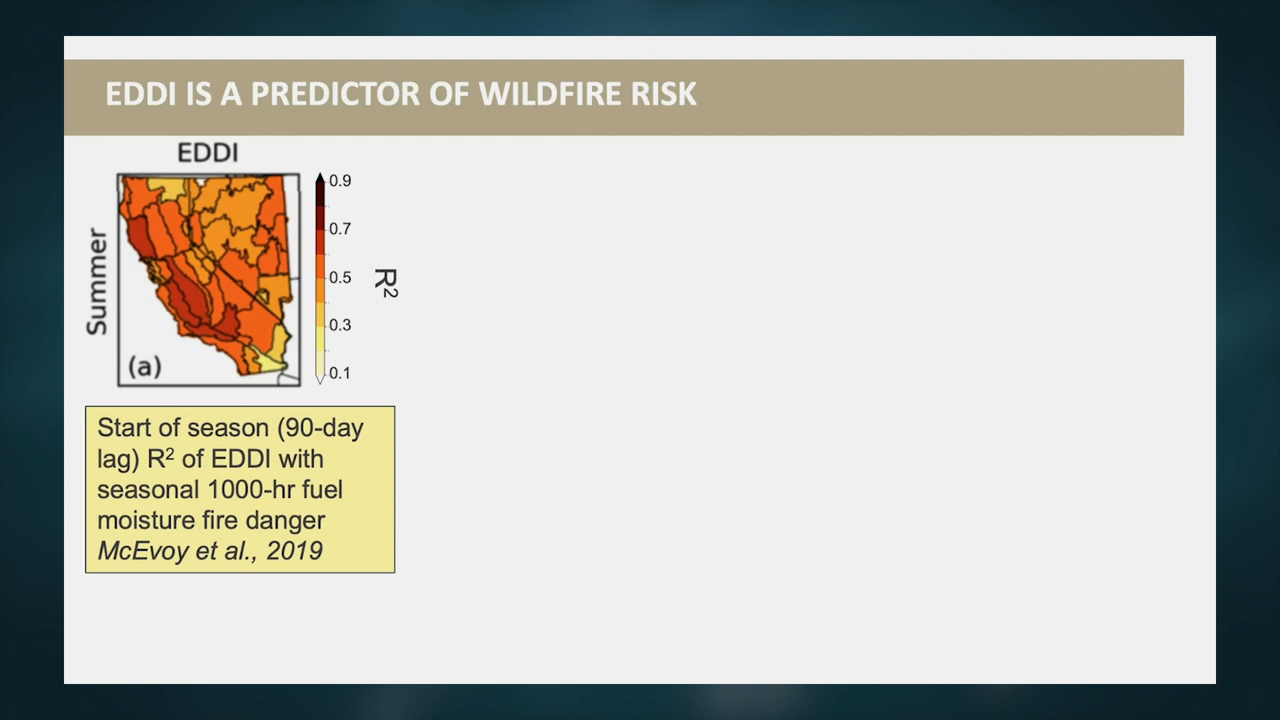 EDDI IS A PREDICTOR OF WILDFIRE RISK
EDDI
Summer
(a)
0.9
0.7
0.5
0.3
0.1
R²
Start of season (90-day
lag) R² of EDDI with
seasonal 1000-hr fuel
moisture fire danger
McEvoy et al., 2019